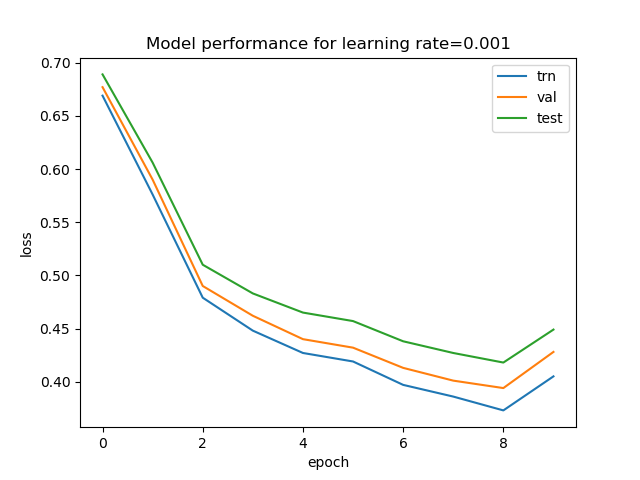 Model performance for learning rate=0.001
0.70
0.65
0.60
0.55
0.50
0.45
0.40
loss
trn
val
test
0 2 4 6 8
epoch